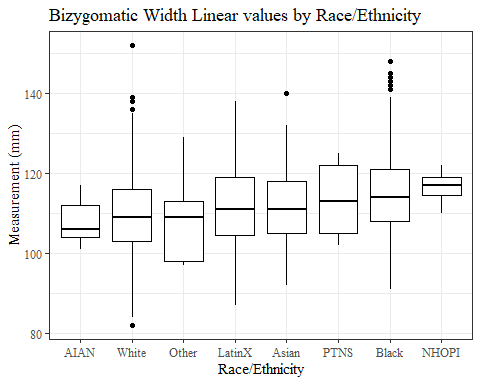 Bizygomatic Width Linear values by Race/Ethnicity
Measurement (mm)
140
120
100
80
AIAN White Other LatinX Asian PTNS Black NHOPI
Race/Ethnicity